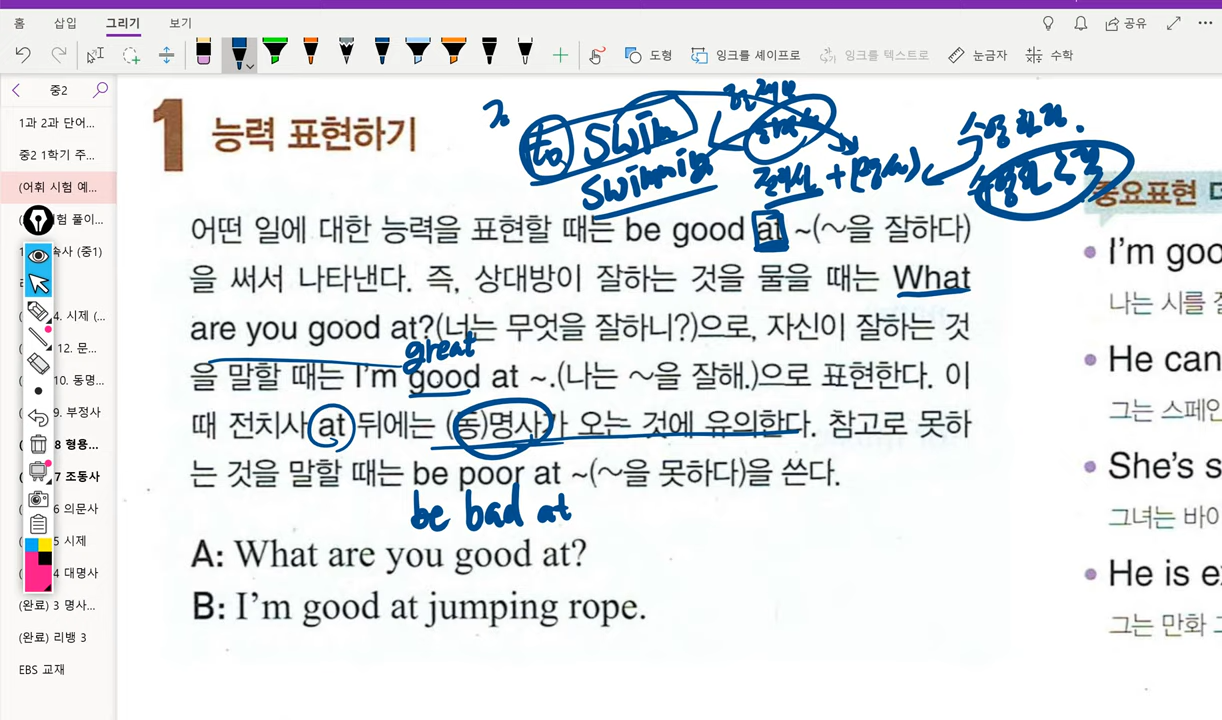 홈 삽입 그리기 보기
공유
도형 잉크를 셰이프로 잉크를 텍스트로 눈금자 수학
중2
1과 2과 단어...
중2 1학기 주...
(어휘 시험 예...
험 풀이...
속사 (중1)
4. 시제 (...
12. 문...
10. 동명...
9. 부정사
8 형용...
7 조동사
6 의문사
5 시제
4 대명사
(완료) 3 명사...
(완료) 리뱅 3
EBS 교재
1 능력 표현하기
to swim
swimming
전치사 + (명사)
어떤 일에 대한 능력을 표현할 때는 be good at ~(~을 잘하다)
을 써서 나타낸다. 즉, 상대방이 잘하는 것을 물을 때는 What
are you good at?(너는 무엇을 잘하니?)으로, 자신이 잘하는 것
great
을 말할 때는 I'm good at ~.(나는 ~을 잘해.)으로 표현한다. 이
때 전치사 at 뒤에는 (동)명사가 오는 것에 유의한다. 참고로 못하
는 것을 말할 때는 be poor at ~(~을 못하다)을 쓴다.
be bad at
A: What are you good at?
B: I'm good at jumping rope.
중요표현 더
I'm goo
나는 시를 잘
He can
그는 스페인
She's s
그녀는 바이
He is ex
그는 만화 그